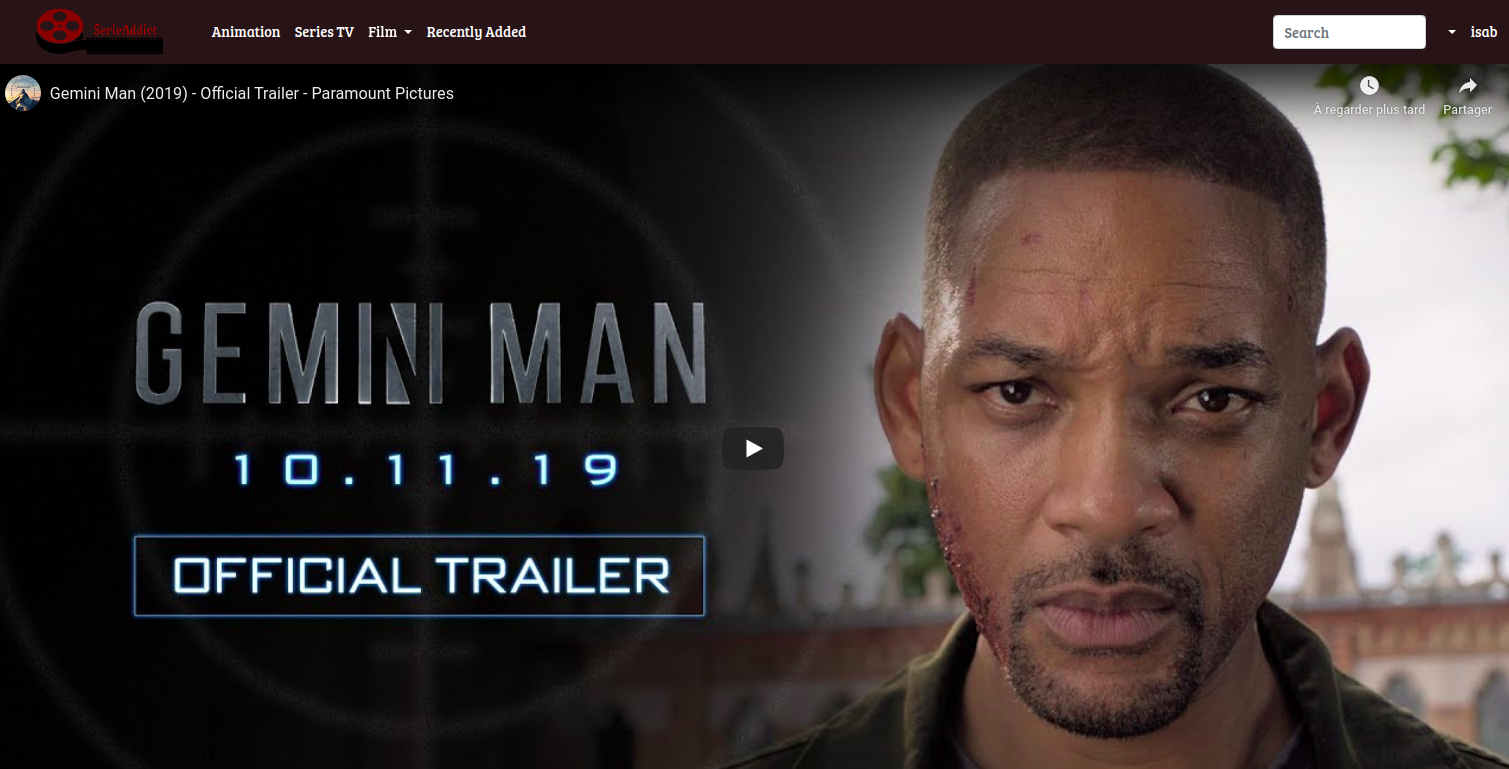 SerieAddict
Animation Series TV Film Recently Added
Search
isab
Gemini Man (2019) - Official Trailer - Paramount Pictures
À regarder plus tard
Partager
GEMINI MAN
10.11.19
OFFICIAL TRAILER